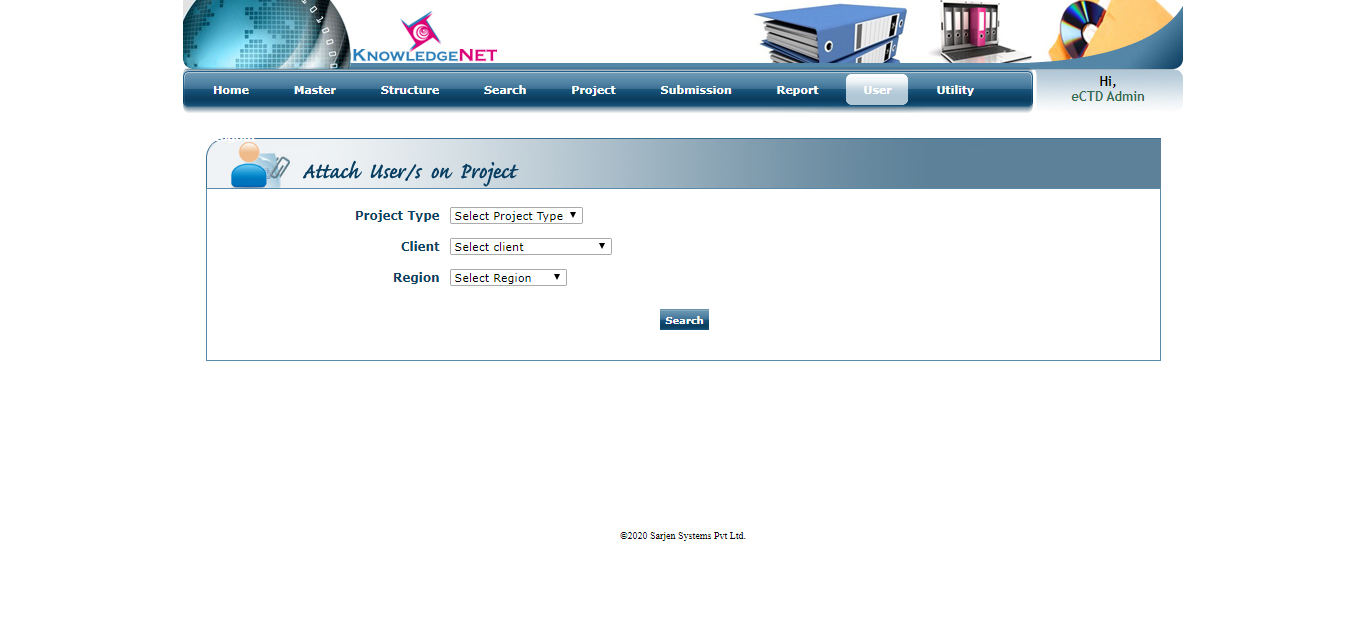 KNOWLEDGENET
Home Master Structure Search Project Submission Report User Utility
Hi,
eCTD Admin
Attach User/s on Project
Project Type Select Project Type
Client Select client
Region Select Region
Search
©2020 Sarjen Systems Pvt Ltd.